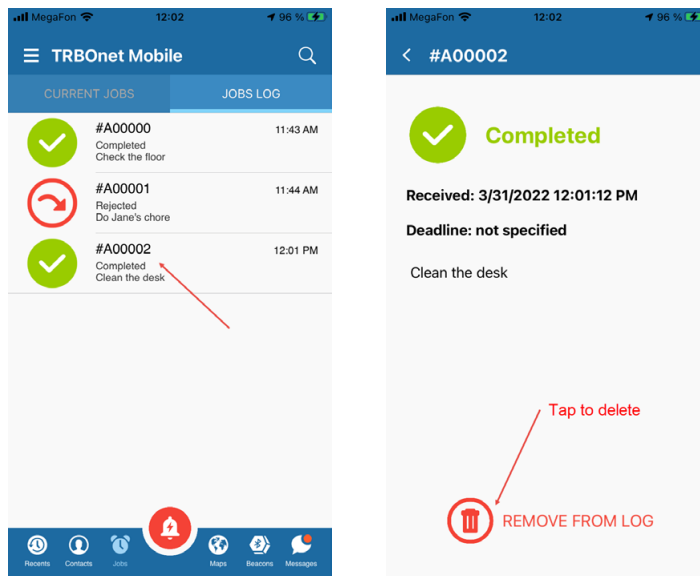 MegaFon 12:02 96 %
TRBOnet Mobile
CURRENT JOBS JOBS LOG
#A00000 11:43 AM
Completed
Check the floor
#A00001 11:44 AM
Rejected
Do Jane's chore
#A00002 12:01 PM
Completed
Clean the desk
Recents Contacts Jobs Maps Beacons Messages
MegaFon 12:02 96 %
#A00002
Completed
Received: 3/31/2022 12:01:12 PM
Deadline: not specified
Clean the desk
Tap to delete
REMOVE FROM LOG